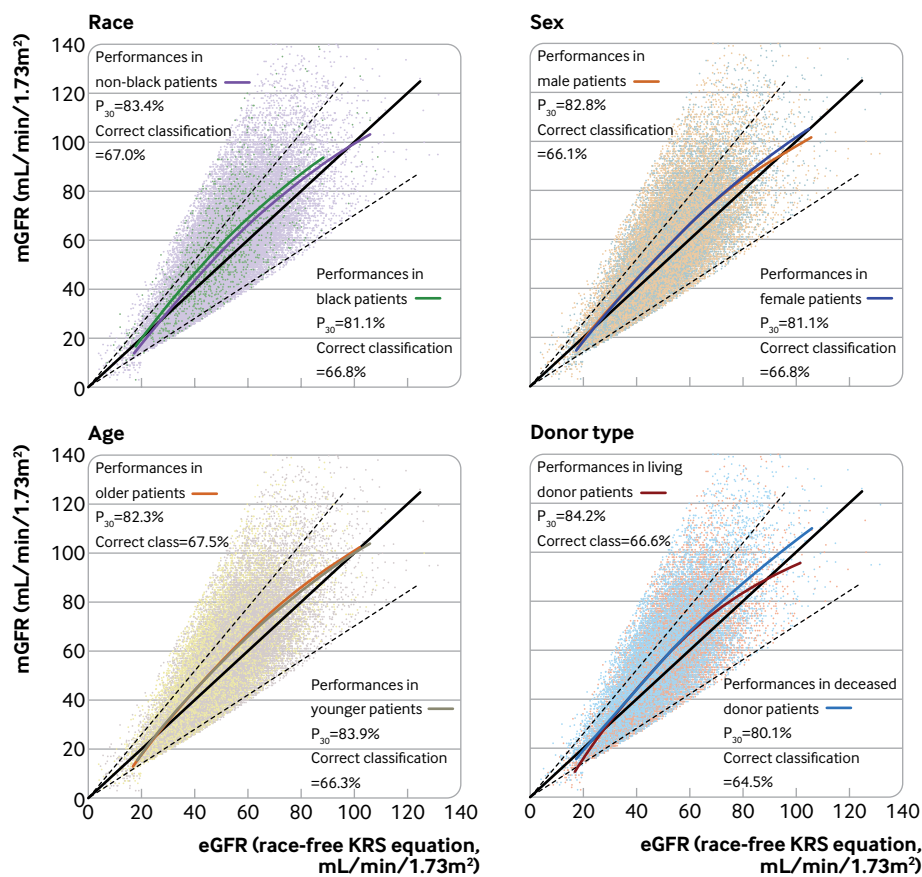 Race
mGFR (mL/min/1.73m²)
140
120
100
80
60
40
20
0
Performances in
non-black patients
P30=83.4%
Correct classification
=67.0%
Performances in
black patients
P30=81.1%
Correct classification
=66.8%
Sex
Performances in
male patients
P30=82.8%
Correct classification
=66.1%
Performances in
female patients
P30=81.1%
Correct classification
=66.8%
Age
mGFR (mL/min/1.73m²)
140
120
100
80
60
40
20
0
Performances in
older patients
P30=82.3%
Correct class=67.5%
Performances in
younger patients
P30=83.9%
Correct classification
=66.3%
0 20 40 60 80 100 120 140
eGFR (race-free KRS equation,
mL/min/1.73m²)
Donor type
Performances in living
donor patients
P30=84.2%
Correct class=66.6%
Performances in deceased
donor patients
P30=80.1%
Correct classification
=64.5%
0 20 40 60 80 100 120 140
eGFR (race-free KRS equation,
mL/min/1.73m²)